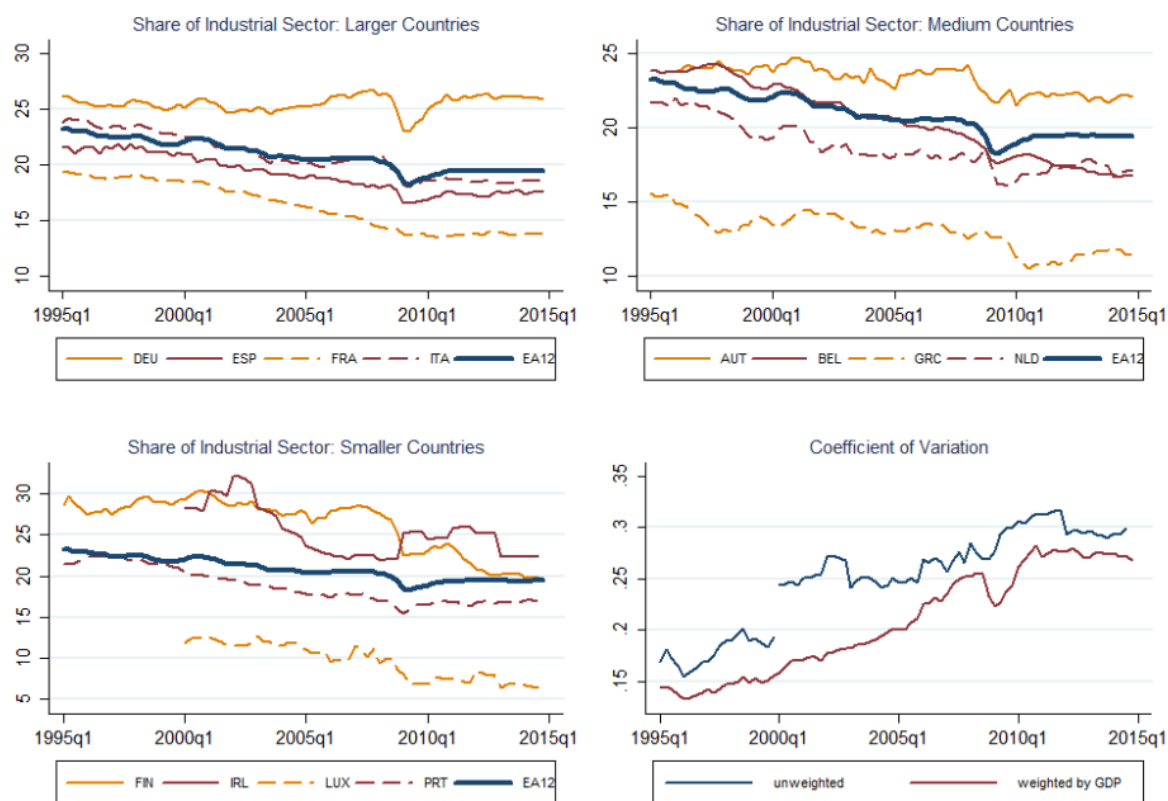 Share of Industrial Sector: Larger Countries
30
25
20
15
10
1995q1 2000q1 2005q1 2010q1 2015q1
DEU ESP FRA ITA EA12
Share of Industrial Sector: Medium Countries
25
20
15
10
1995q1 2000q1 2005q1 2010q1 2015q1
AUT BEL GRC NLD EA12
Share of Industrial Sector: Smaller Countries
30
25
20
15
10
5
1995q1 2000q1 2005q1 2010q1 2015q1
FIN IRL LUX PRT EA12
Coefficient of Variation
.35
.3
.25
.2
.15
1995q1 2000q1 2005q1 2010q1 2015q1
unweighted weighted by GDP